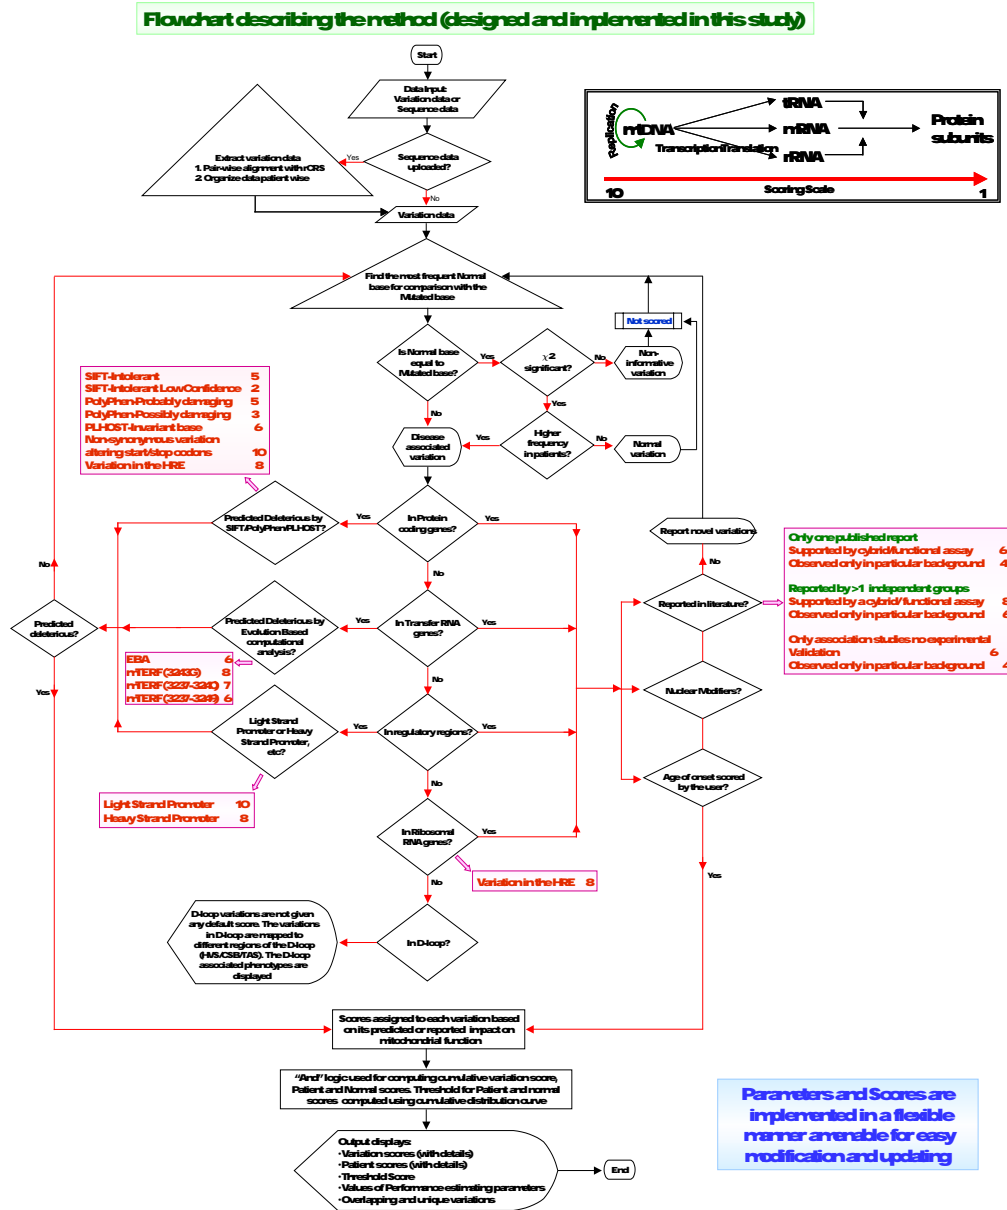 Flowchart describing the method (designed and implemented in this study)
Start
Data Input:
Variation data or
Sequence data
Sequence data
uploaded?
Yes
No
Extract variation data
1. Pair-wise alignment with rCRS
2. Organize data patient wise
Variation data
Replication
mtDNA
tRNA
mRNA
rRNA
Transcription
Translation
Protein
subunits
10
Scoring Scale
1
Find the most frequent Normal
base for comparison with the
Mutated base
Not scored
Is Normal base
equal to
Mutated base?
Yes
No
χ2
significant?
No
Yes
Non-
informative
variation
Disease
associated
variation
Yes
Higher
frequency
in patients?
No
Normal
variation
SIFT-Intolerant 5
SIFT-Intolerant Low Confidence 2
PolyPhen-Probably damaging 5
PolyPhen-Possibly damaging 3
PLHOST-Invariant base 6
Non-synonymous variation
altering start/stop codons 10
Variation in the HRE 8
Predicted Deleterious by
SIFT/PolyPhen/PLHOST?
Yes
In Protein
coding genes?
Yes
No
Report novel variations
No
Reported in literature?
Only one published report
Supported by cybrid/functional assay 6
Observed only in particular background 4
Reported by >1 independent groups
Supported by a cybrid/functional assay 8
Observed only in particular background 6
Only association studies no experimental
Validation 6
Observed only in particular background 4
No
Predicted
deleterious?
Yes
Predicted Deleterious by
Evolution Based
computational
analysis?
Yes
In Transfer RNA
genes?
Yes
No
EBA 6
mTERF(3243G) 8
mTERF(3237-324C) 7
mTERF(3237-3249) 6
Nuclear Modifiers?
Light Strand
Promoter or Heavy
Strand Promoter,
etc?
Yes
In regulatory regions?
Yes
No
Age of onset scored
by the user?
Yes
Light Strand Promoter 10
Heavy Strand Promoter 8
In Ribosomal
RNA genes?
Yes
No
Variation in the HRE 8
D-loop variations are not given
any default score. The variations
in D-loop are mapped to
different regions of the D-loop
(HVS/CSB/TAS). The D-loop
associated phenotypes are
displayed
In D-loop?
Scores assigned to each variation based
on its predicted or reported impact on
mitochondrial function
"And" logic used for computing cumulative variation score,
Patient and Normal scores. Threshold for Patient and normal
scores computed using cumulative distribution curve
Output displays:
•Variation scores (with details)
•Patient scores (with details)
•Threshold Score
•Values of Performance estimating parameters
•Overlapping and unique variations
End
Parameters and Scores are
implemented in a flexible
manner amenable for easy
modification and updating